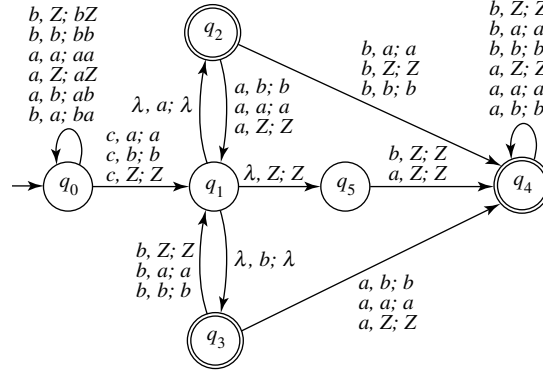 b, Z; bZ
b, b; bb
a, a; aa
a, Z; aZ
a, b; ab
b, a; ba
q0
c, a; a
c, b; b
c, Z; Z
q2
λ, a; λ
a, b; b
a, a; a
a, Z; Z
q1
λ, Z; Z
q5
b, Z; Z
a, Z; Z
b, a; a
b, Z; Z
b, b; b
b, Z; Z
b, a; a
b, b; b
a, Z; Z
a, a; a
a, b; b
q4
b, Z; Z
b, a; a
b, b; b
λ, b; λ
q3
a, b; b
a, a; a
a, Z; Z